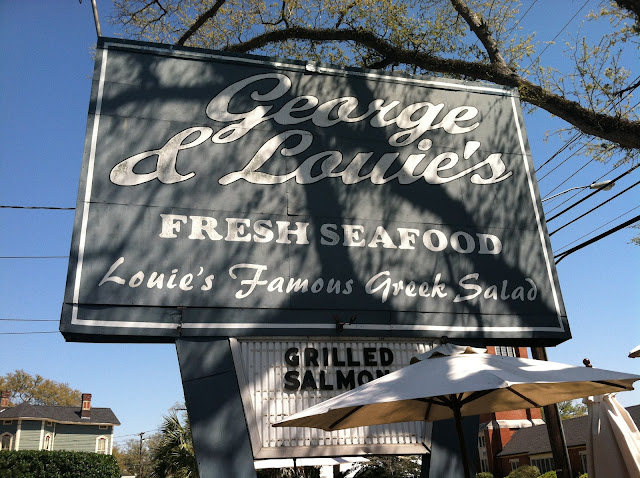 George
& Louie's
FRESH SEAFOOD
Louie's Famous Greek Salad
GRILLED
SALMON